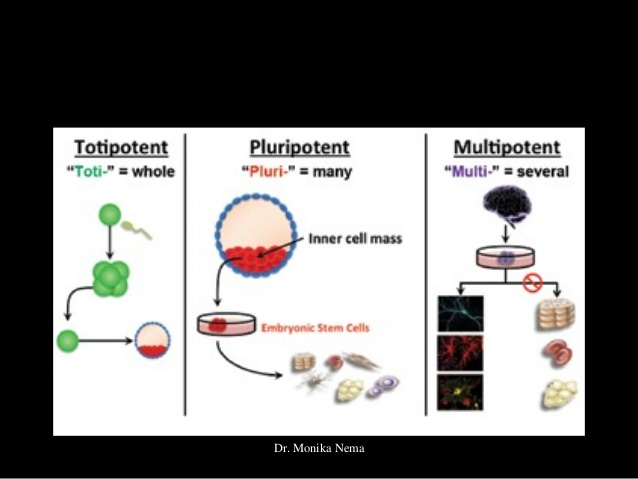 Totipotent
"Toti-" = whole
Pluripotent
"Pluri-" = many
Inner cell mass
Embryonic Stem Cells
Multipotent
"Multi-" = several
Dr. Monika Nema